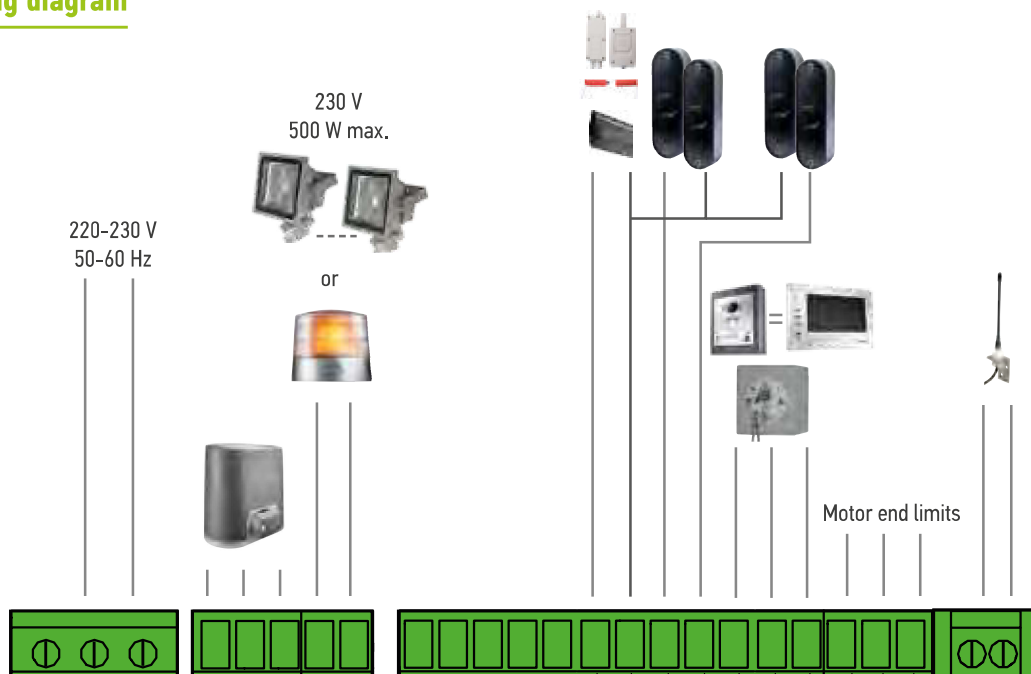 diagram
230 V
500 W max.
220-230 V
50-60 Hz
or
Motor end limits